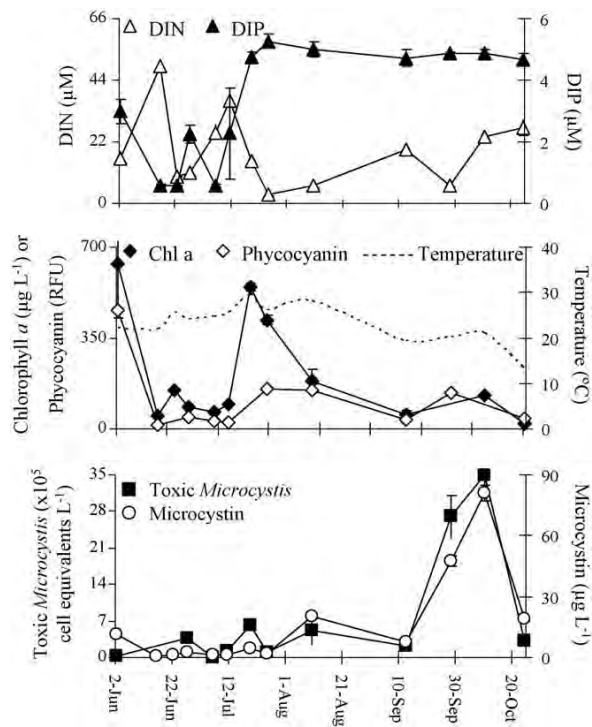 66
44
22
0
DIN (µM)
DIN DIP
6
4
2
0
DIP (µM)
700
350
0
Chlorophyll a (µg L-1) or
Phycocyanin (RFU)
Chl a Phycocyanin Temperature
40
30
20
10
0
Temperature (°C)
35
28
21
14
7
0
Toxic Microcystis (x10⁵
cell equivalents L-1)
Toxic Microcystis
Microcystin
90
60
30
0
Microcystin (µg L-1)
2-Jun
22-Jun
12-Jul
1-Aug
21-Aug
10-Sep
30-Sep
20-Oct